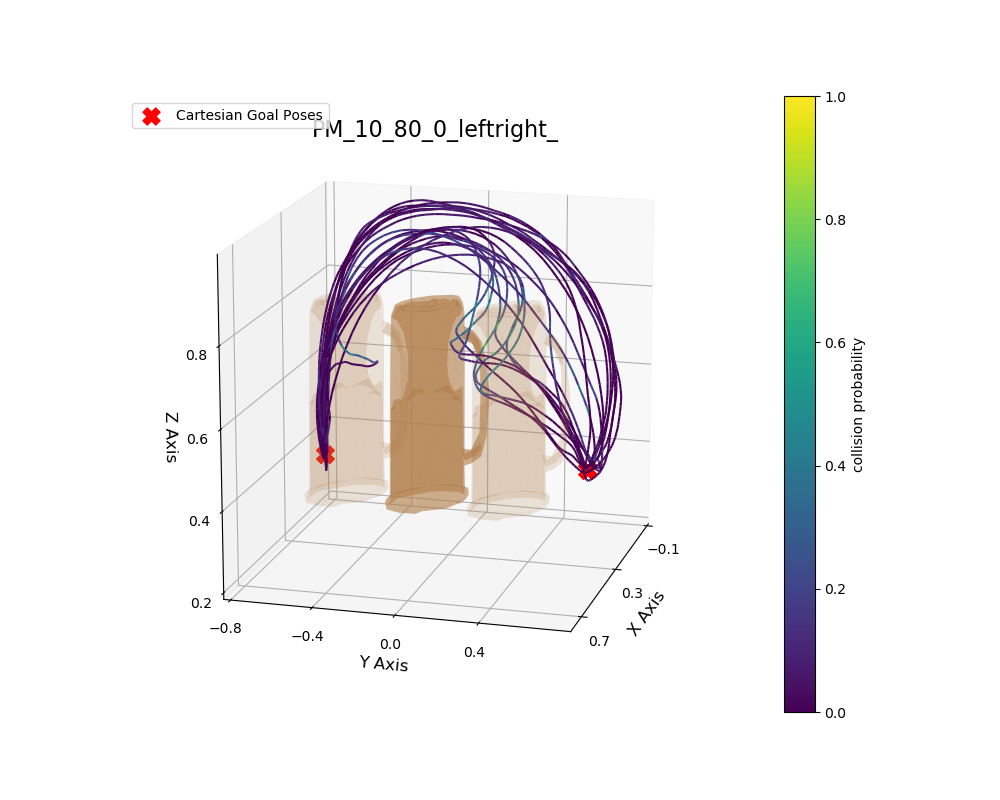 Cartesian Goal Poses
PM_10_80_0_leftright_
1.0
0.8
0.6
0.4
0.2
0.0
collision probability
Z Axis
0.8
0.6
0.4
0.2
−0.8
−0.4
0.0
0.4
Y Axis
−0.1
0.3
0.7
X Axis